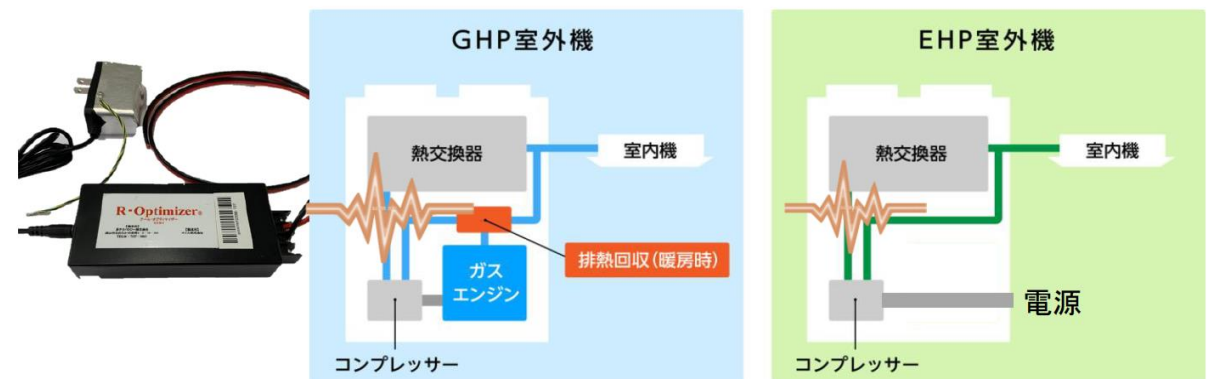 R・Optimizer®
GHP室外機
熱交換器
室内機
排熱回収(暖房時)
ガス
エンジン
コンプレッサー
EHP室外機
熱交換器
室内機
電源
コンプレッサー